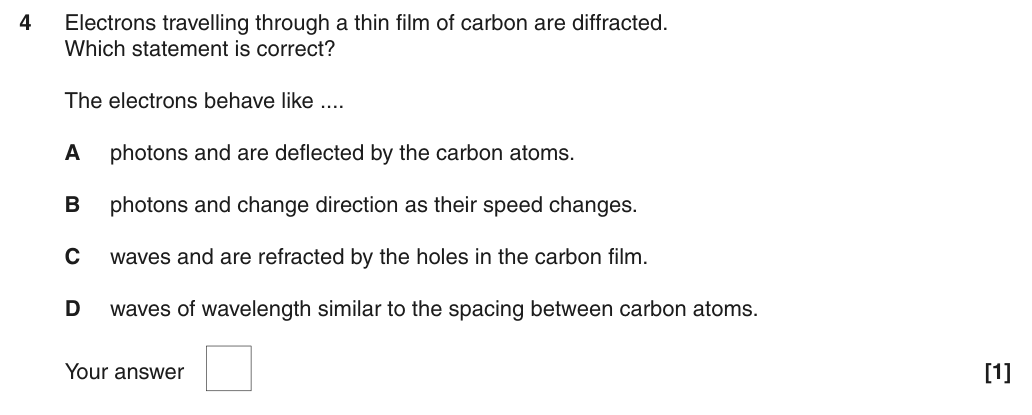 4 Electrons travelling through a thin film of carbon are diffracted.
Which statement is correct?
The electrons behave like ....
A photons and are deflected by the carbon atoms.
B photons and change direction as their speed changes.
C waves and are refracted by the holes in the carbon film.
D waves of wavelength similar to the spacing between carbon atoms.
Your answer [1]